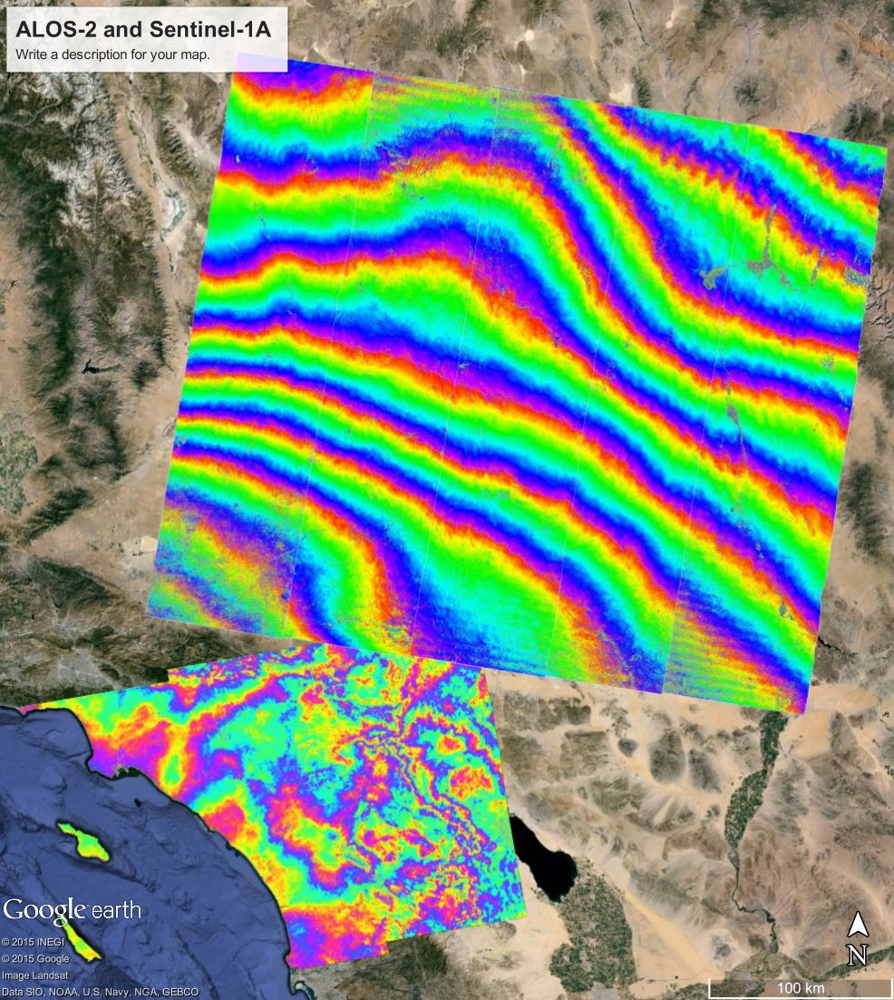 ALOS-2 and Sentinel-1A
Write a description for your map.
Google earth
© 2015 INEGI
© 2015 Google
Image Landsat
Data SIO, NOAA, U.S. Navy, NGA, GEBCO
N
100 km